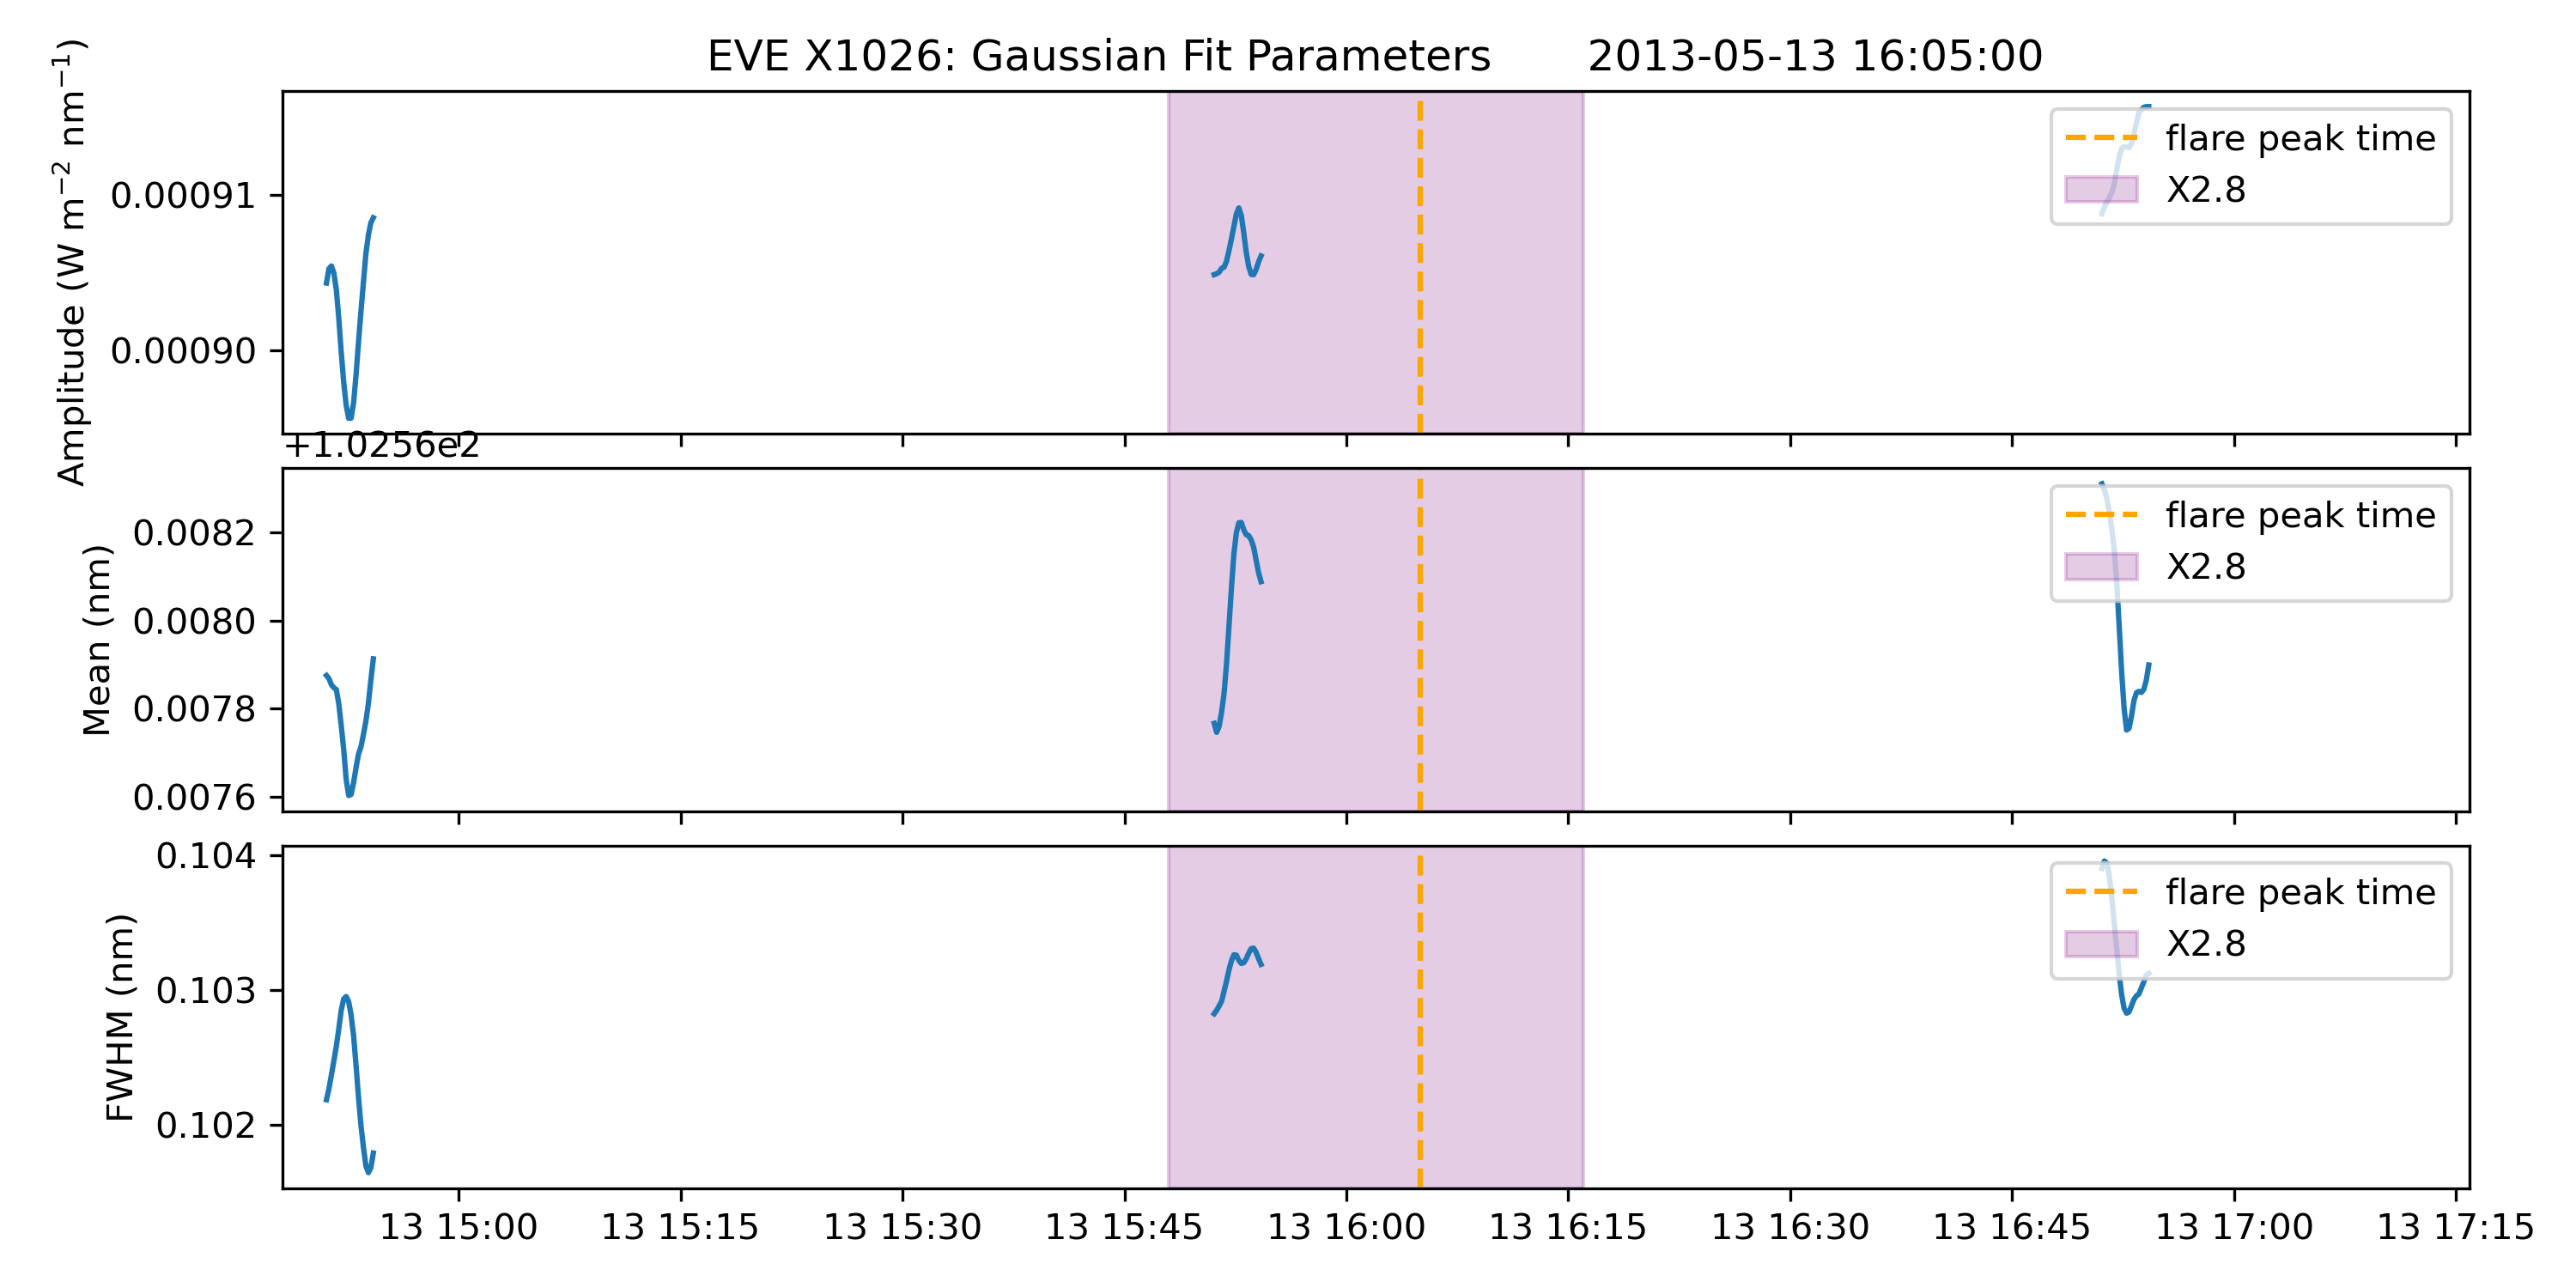 EVE X1026: Gaussian Fit Parameters 2013-05-13 16:05:00
Amplitude (W m⁻² nm⁻¹)
0.00091
0.00090
flare peak time
X2.8
+1.0256e2
Mean (nm)
0.0082
0.0080
0.0078
0.0076
flare peak time
X2.8
FWHM (nm)
0.104
0.103
0.102
flare peak time
X2.8
13 15:00 13 15:15 13 15:30 13 15:45 13 16:00 13 16:15 13 16:30 13 16:45 13 17:00 13 17:15